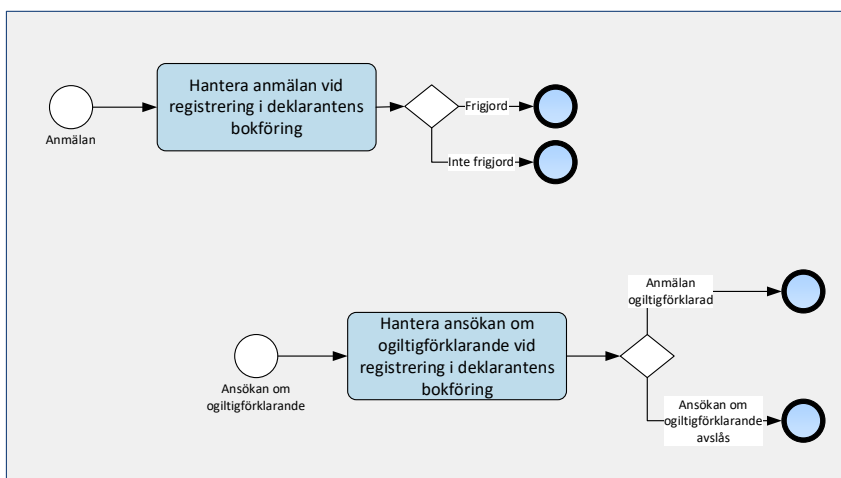 Hantera anmälan vid
registrering i deklarantens
bokföring
Anmälan
Frigjord
Inte frigjord
Ansökan om
ogiltigförklarande
Hantera ansökan om
ogiltigförklarande vid
registrering i deklarantens
bokföring
Anmälan
ogiltigförklarad
Ansökan om
ogiltigförklarande
avslås